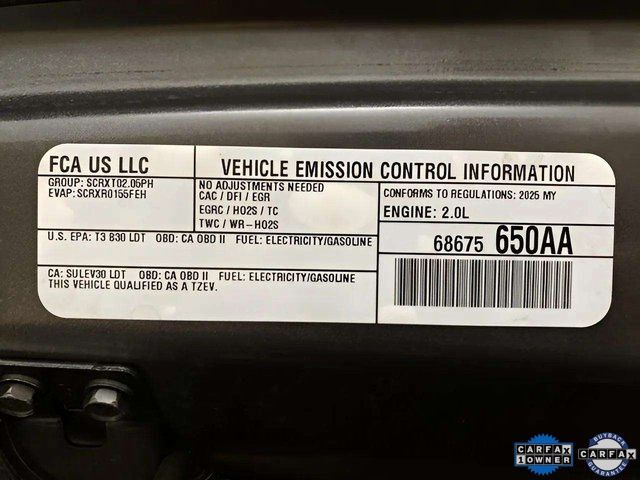 FCA US LLC
VEHICLE EMISSION CONTROL INFORMATION
GROUP: SCRXT02.05PH
EVAP: SCRXR0155FEH
NO ADJUSTMENTS NEEDED
CAC / DFI / EGR
EGRC / HO2S / TC
TWC / WR-HO2S
CONFORMS TO REGULATIONS: 2025 MY
ENGINE: 2.0L
U.S. EPA: T3 B30 LDT OBD: CA OBD II FUEL: ELECTRICITY/GASOLINE
68675 650AA
CA: SULEV30 LDT OBD: CA OBD II FUEL: ELECTRICITY/GASOLINE
THIS VEHICLE QUALIFIED AS A TZEV.
CARFAX
1 OWNER
BUYBACK
CARFAX
GUARANTEE